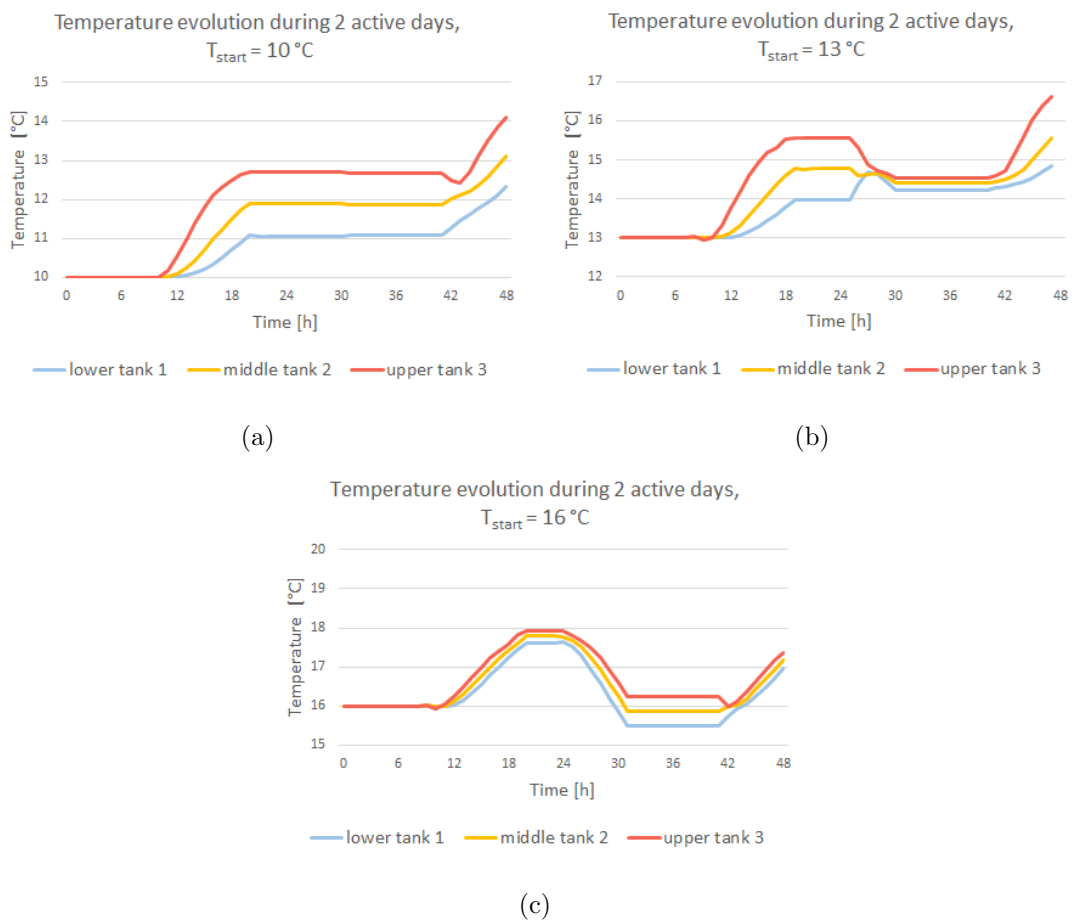 Temperature evolution during 2 active days,
Tstart = 10 °C
15
14
13
12
11
10
Temperature [°C]
0 6 12 18 24 30 36 42 48
Time [h]
lower tank 1 middle tank 2 upper tank 3
(a)
Temperature evolution during 2 active days,
Tstart = 13 °C
17
16
15
14
13
12
Temperature [°C]
0 6 12 18 24 30 36 42 48
Time [h]
lower tank 1 middle tank 2 upper tank 3
(b)
Temperature evolution during 2 active days,
Tstart = 16 °C
20
19
18
17
16
15
Temperature [°C]
0 6 12 18 24 30 36 42 48
Time [h]
lower tank 1 middle tank 2 upper tank 3
(c)